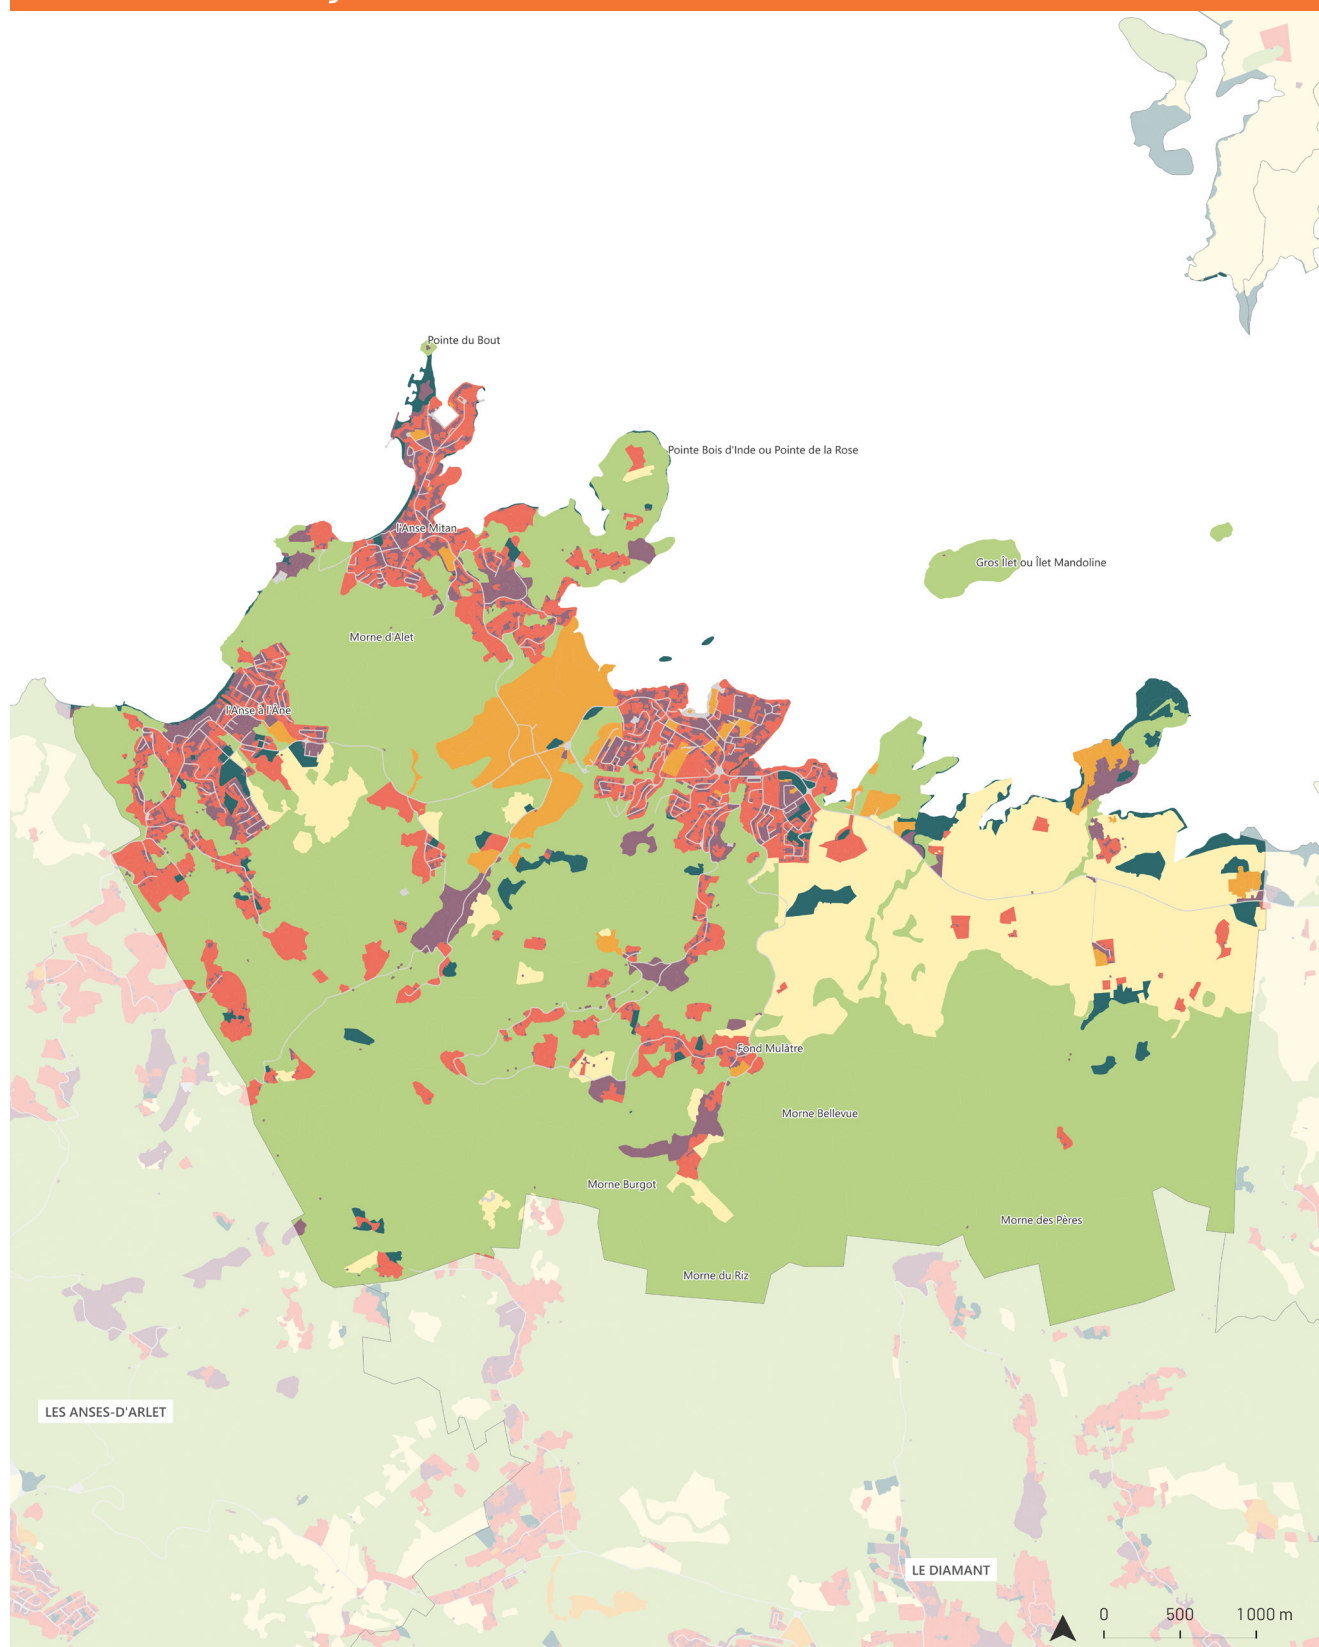 Pointe du Bout
Pointe Bois d'Inde ou Pointe de la Rose
l'Anse Mitan
Gros Îlet ou Îlet Mandoline
Morne d'Alet
l'Anse à l'Âne
Fond Mulâtre
Morne Bellevue
Morne Burgot
Morne des Pères
Morne du Riz
LES ANSES-D'ARLET
LE DIAMANT
0 500 1 000 m